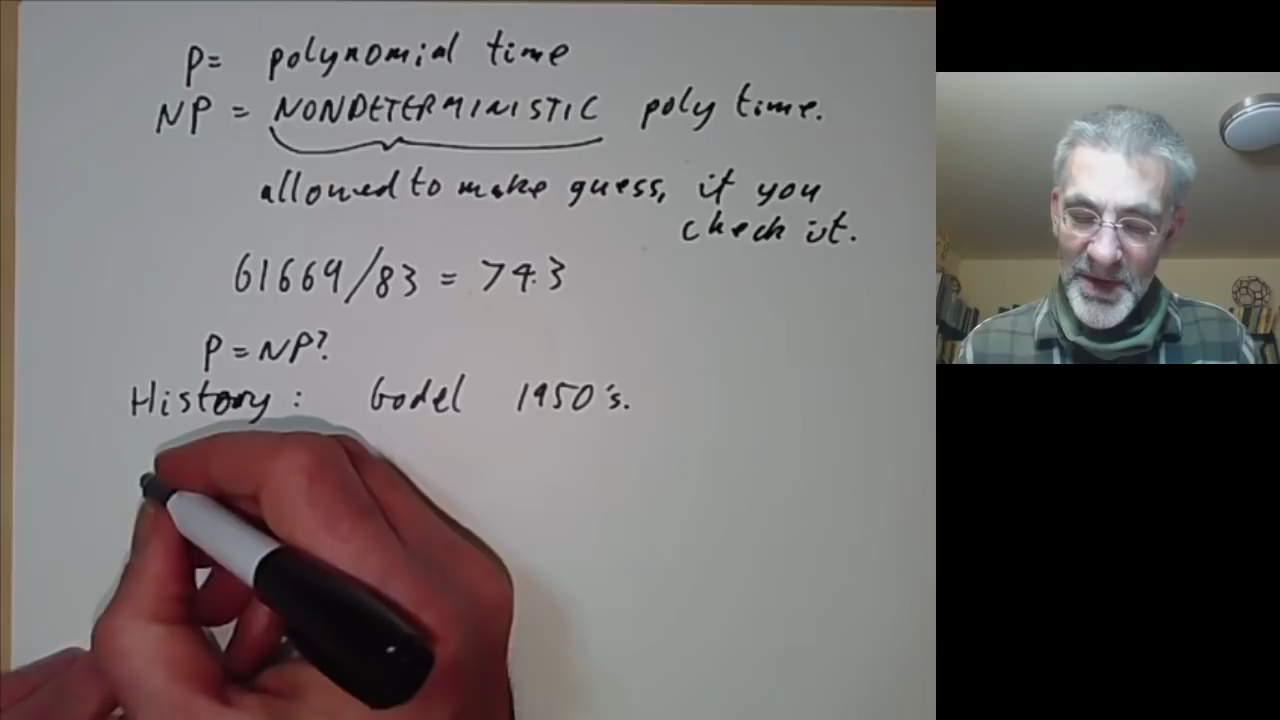 P= polynomial time
NP = NONDETERMINISTIC poly time.
allowed to make guess, if you
check it.
61669/83 = 743
P=NP?
History: Godel 1950's.